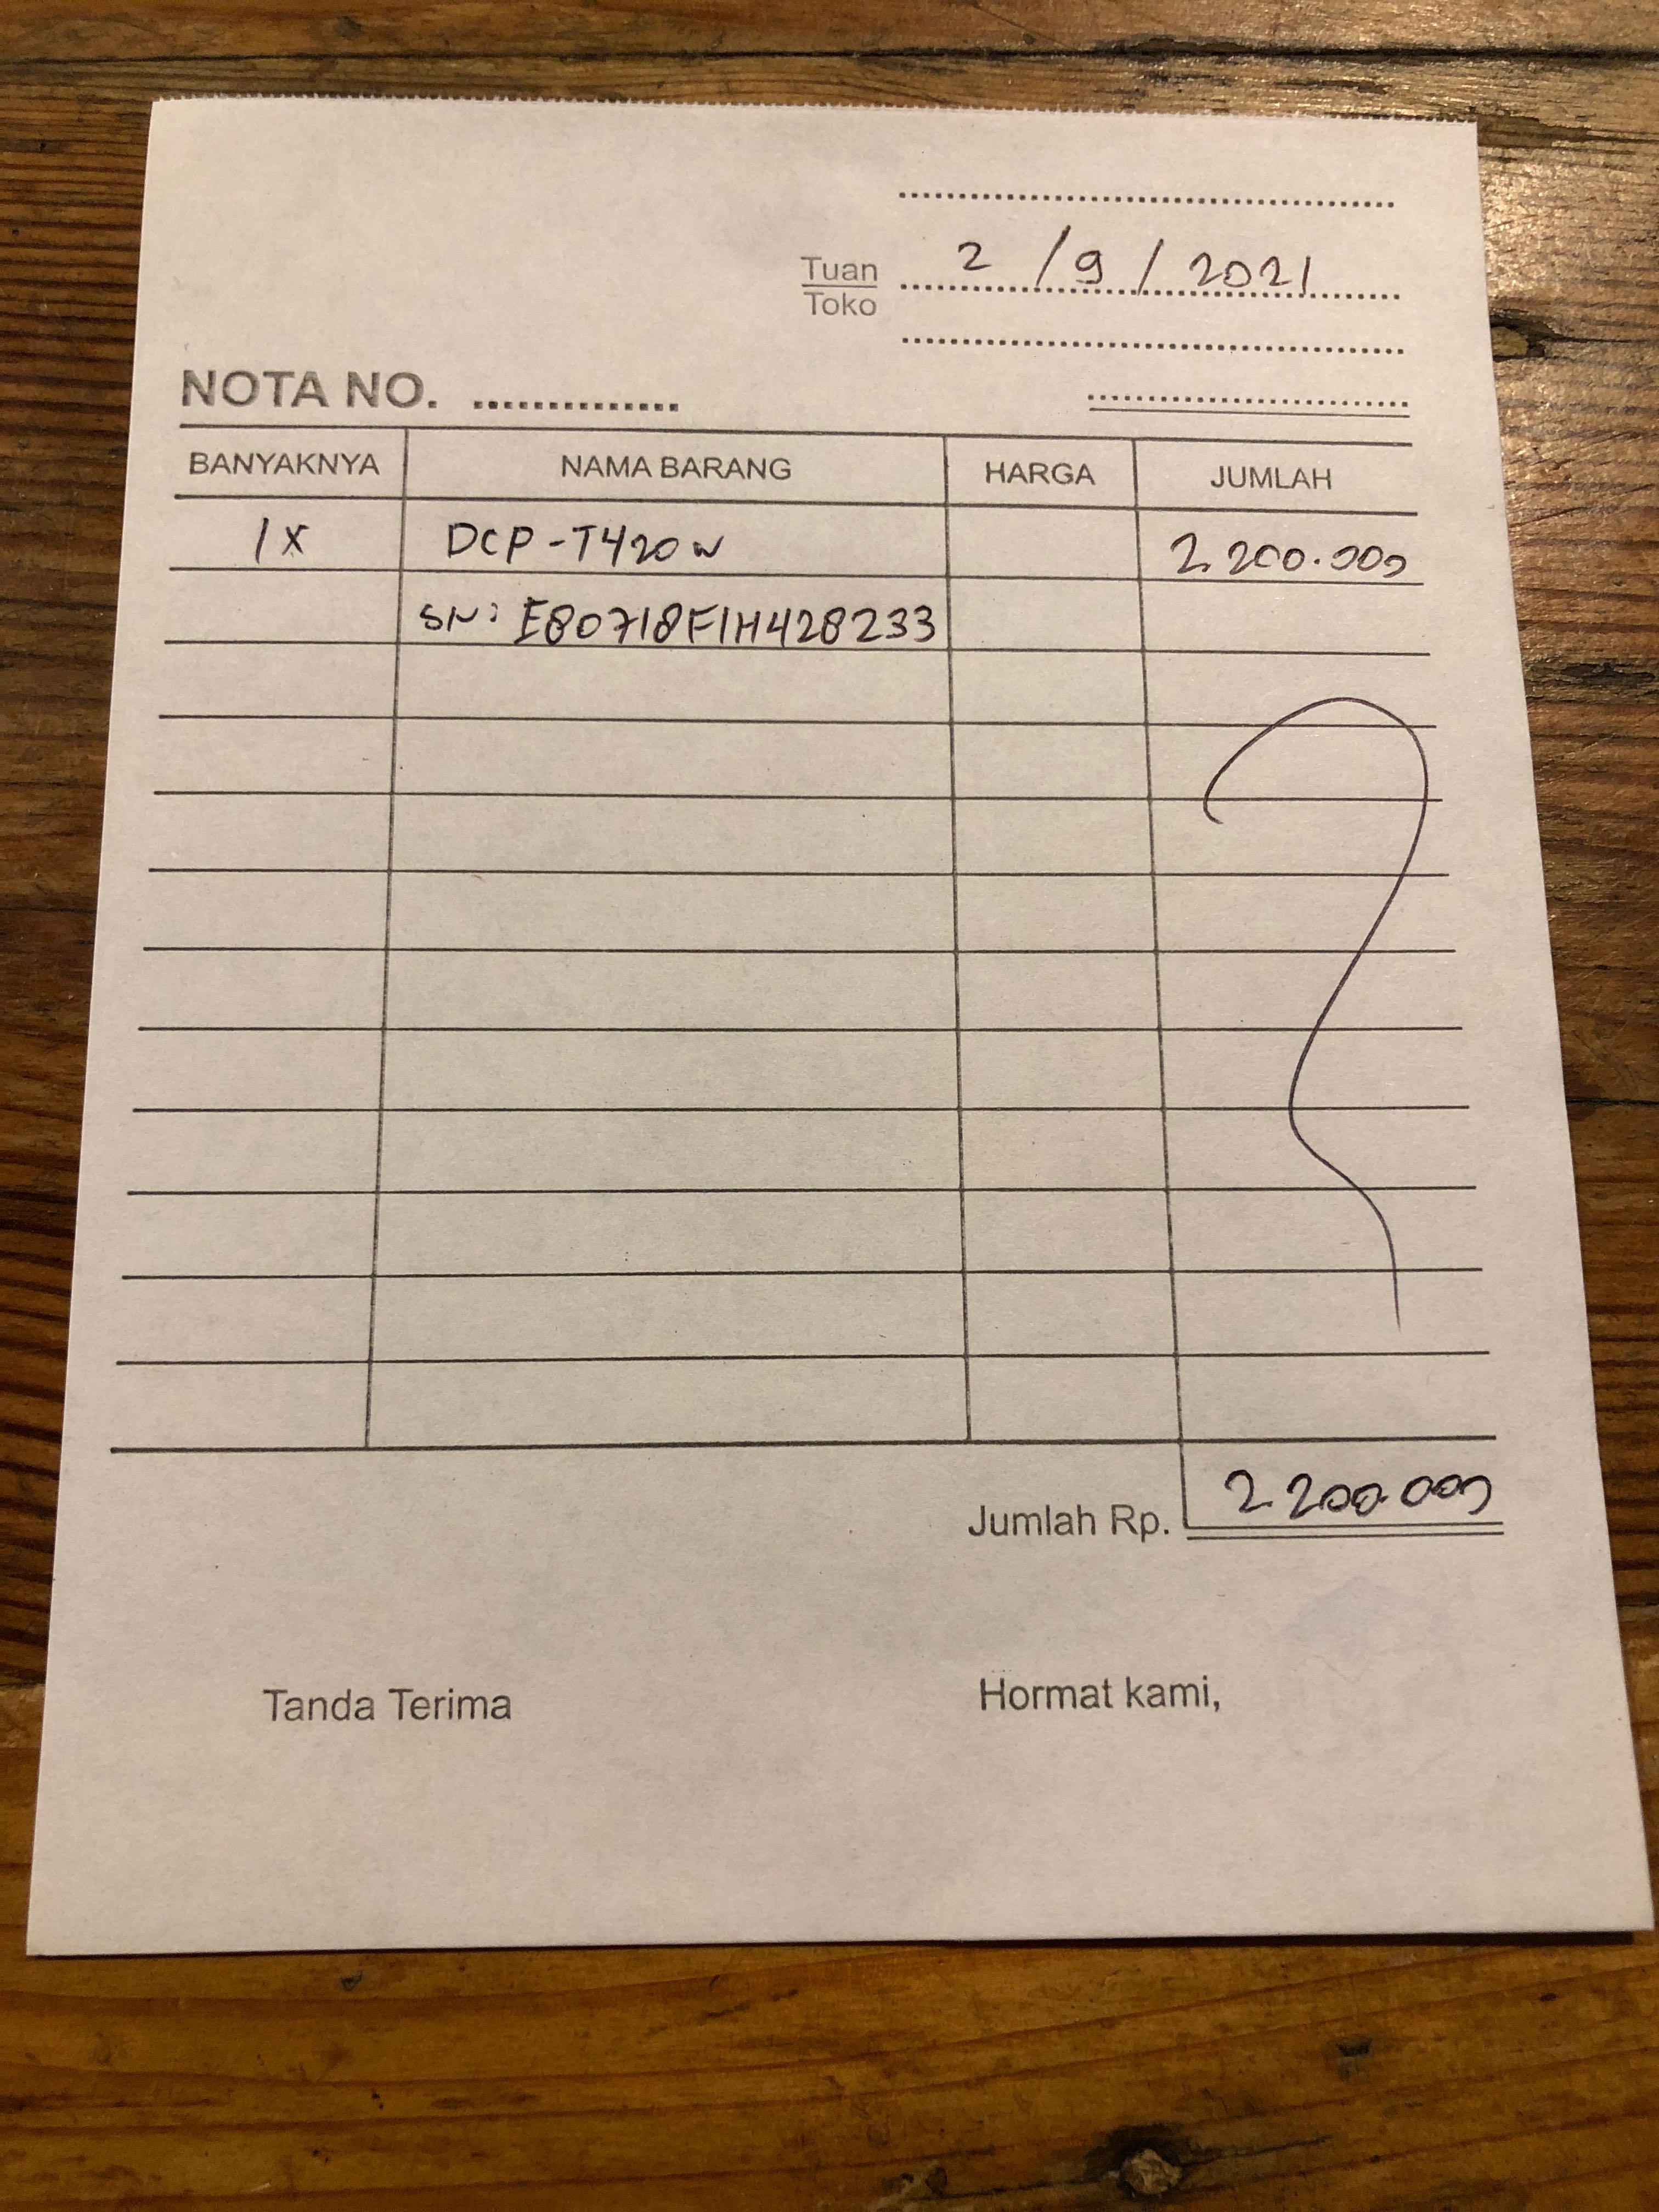 2 / 9 / 2021
Tuan
Toko
NOTA NO. ..............
BANYAKNYA NAMA BARANG HARGA JUMLAH
1X DCP-T420W 2.200.000
SN: E80718F1H428233
Jumlah Rp. 2.200.000
Tanda Terima Hormat kami,